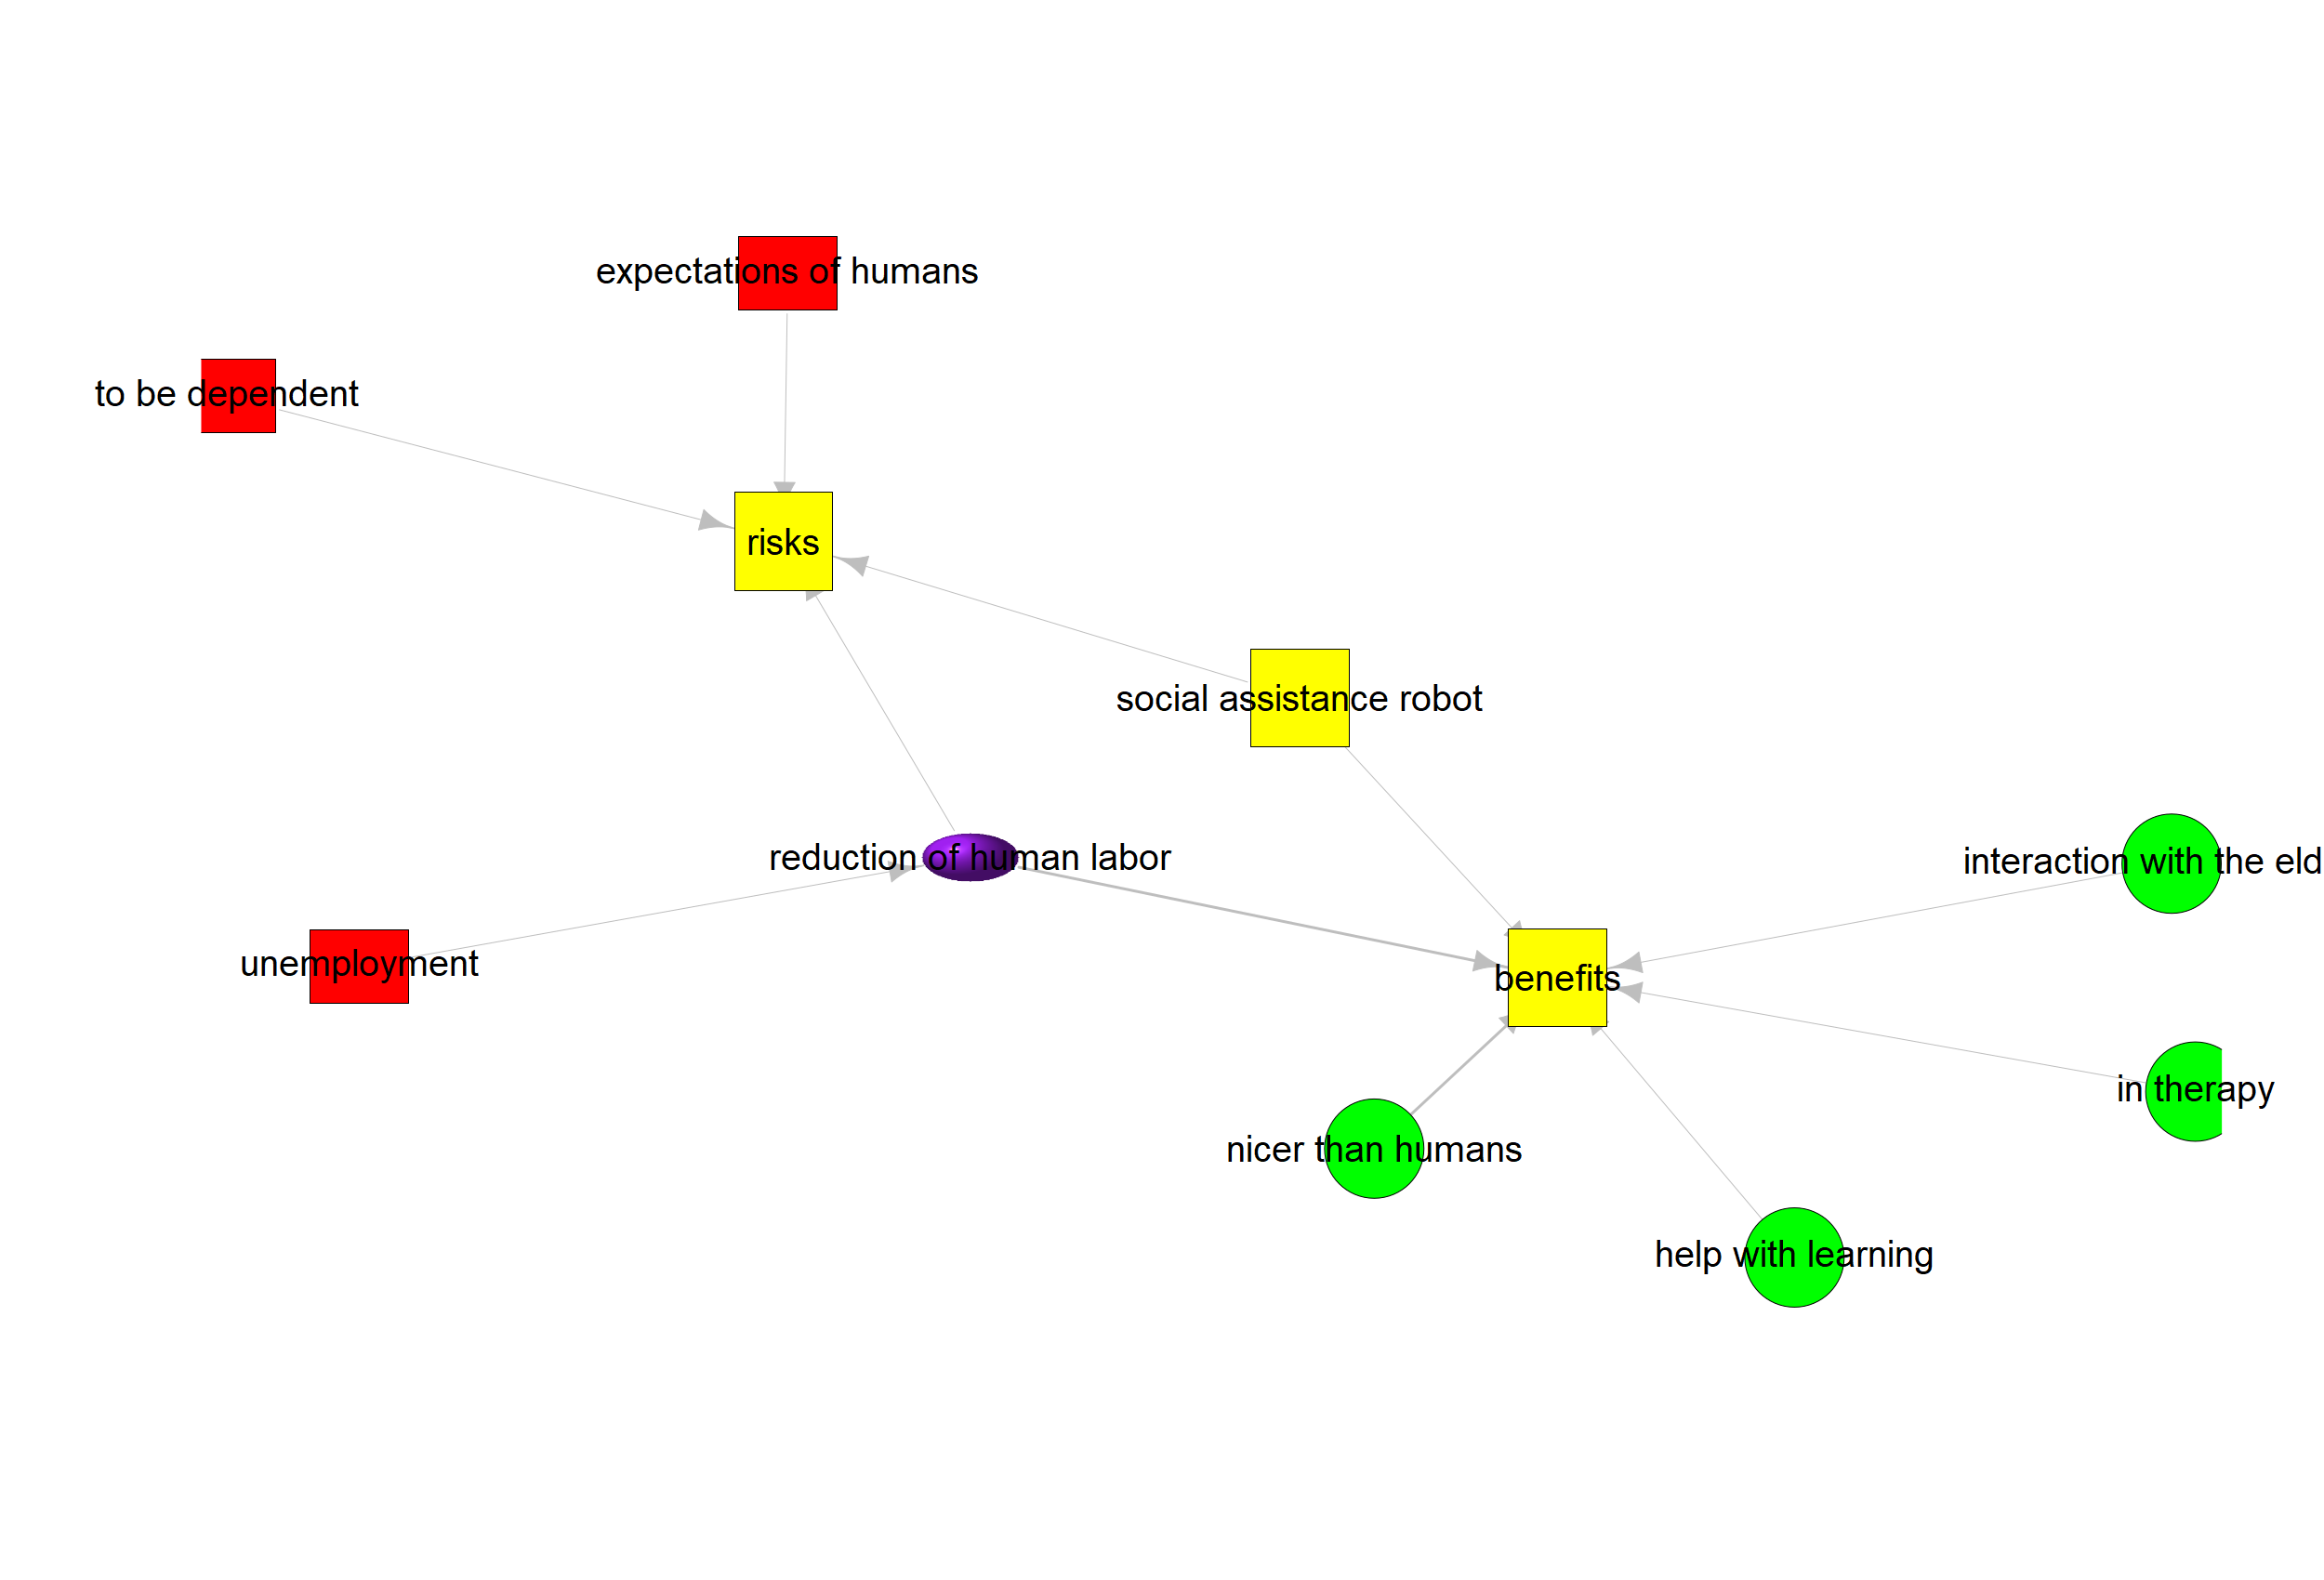 expectations of humans
to be dependent
risks
social assistance robot
reduction of human labor
interaction with the eld
unemployment
benefits
in therapy
nicer than humans
help with learning